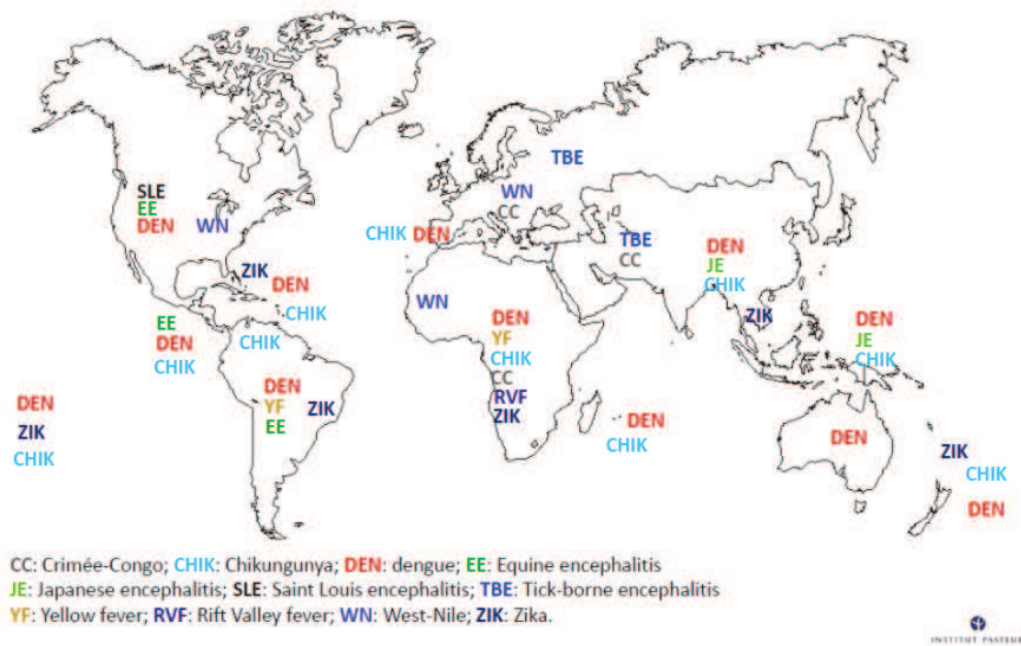 TBE
SLE
WN
EE
CC
DEN
WN
CHIK
DEN
TBE
DEN
CC
JE
ZIK
DEN
CHIK
WN
CHIK
ZIK
EE
DEN
DEN
DEN
YF
JE
CHIK
CHIK
CHIK
CHIK
CC
DEN
RVF
DEN
YF
ZIK
ZIK
DEN
EE
ZIK
CHIK
DEN
ZIK
CHIK
CHIK
DEN
CC: Crimée-Congo; CHIK: Chikungunya; DEN: dengue; EE: Equine encephalitis
JE: Japanese encephalitis; SLE: Saint Louis encephalitis; TBE: Tick-borne encephalitis
YF: Yellow fever; RVF: Rift Valley fever; WN: West-Nile; ZIK: Zika.
INSTITUT PASTEUR